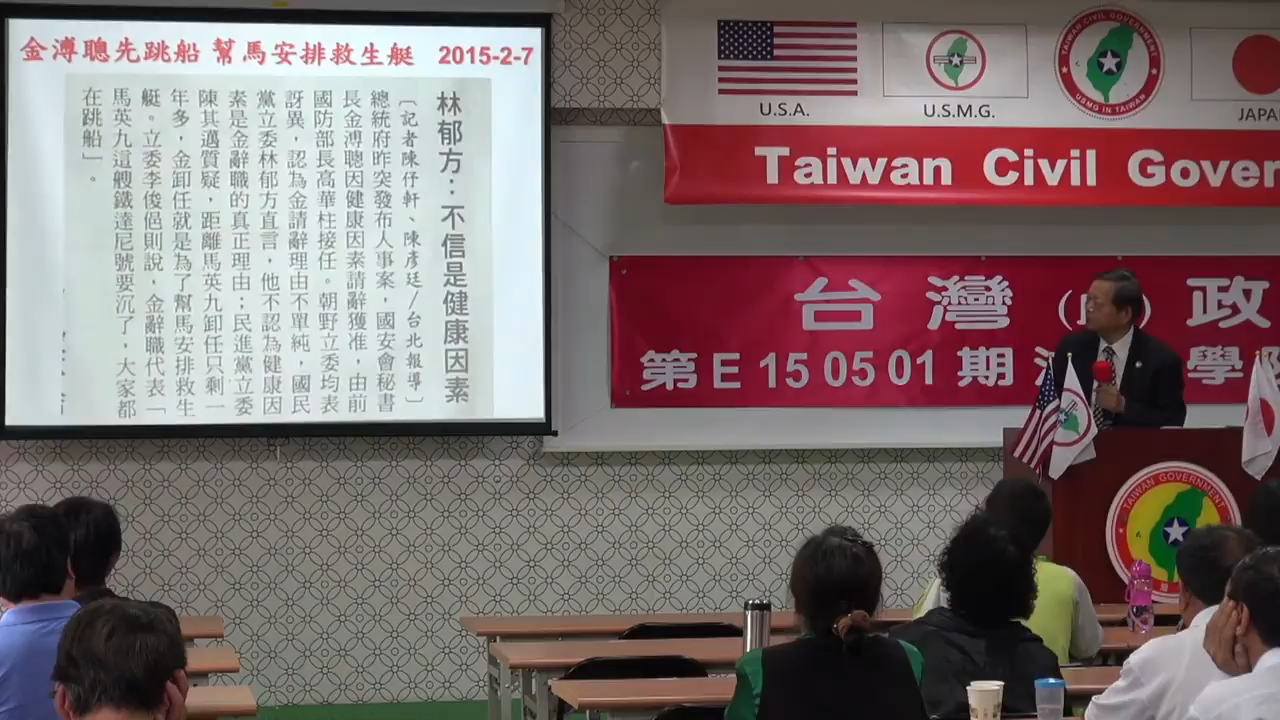 金溥聰先跳船 幫馬安排救生艇 2015-2-7
林郁方：不信是健康因素
〔記者陳仔軒、陳彥廷／台北報導〕
總統府昨突發布人事案，國安會秘書
長金溥聰因健康因素請辭獲准，由前
國防部長高華柱接任。朝野立委均表
訝異，認為金請辭理由不單純，國民
黨立委林郁方直言，他不認為健康因
素是金辭職的真正理由；民進黨立委
陳其邁質疑，距離馬英九卸任只剩一
年多，金卸任就是為了幫馬安排救生
艇。立委李俊俋則說，金辭職代表「
馬英九這艘鐵達尼號要沉了，大家都
在跳船」。
U.S.A.
U.S.M.G.
TAIWAN CIVIL GOVERNMENT
USMG IN TAIWAN
JAPA
Taiwan Civil Gover
台灣 政
第E 15 05 01 期 學
TAIWAN GOVERNMENT